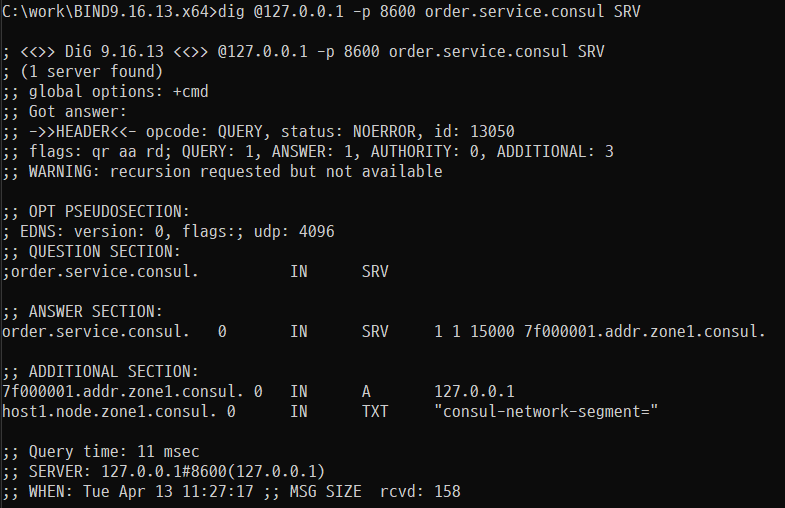 C:\work\BIND9.16.13.x64>dig @127.0.0.1 -p 8600 order.service.consul SRV
; <<>> DiG 9.16.13 <<>> @127.0.0.1 -p 8600 order.service.consul SRV
; (1 server found)
;; global options: +cmd
;; Got answer:
;; ->>HEADER<<- opcode: QUERY, status: NOERROR, id: 13050
;; flags: qr aa rd; QUERY: 1, ANSWER: 1, AUTHORITY: 0, ADDITIONAL: 3
;; WARNING: recursion requested but not available
;; OPT PSEUDOSECTION:
; EDNS: version: 0, flags:; udp: 4096
;; QUESTION SECTION:
;order.service.consul. IN SRV
;; ANSWER SECTION:
order.service.consul. 0 IN SRV 1 1 15000 7f000001.addr.zone1.consul.
;; ADDITIONAL SECTION:
7f000001.addr.zone1.consul. 0 IN A 127.0.0.1
host1.node.zone1.consul. 0 IN TXT "consul-network-segment="
;; Query time: 11 msec
;; SERVER: 127.0.0.1#8600(127.0.0.1)
;; WHEN: Tue Apr 13 11:27:17 ;; MSG SIZE rcvd: 158